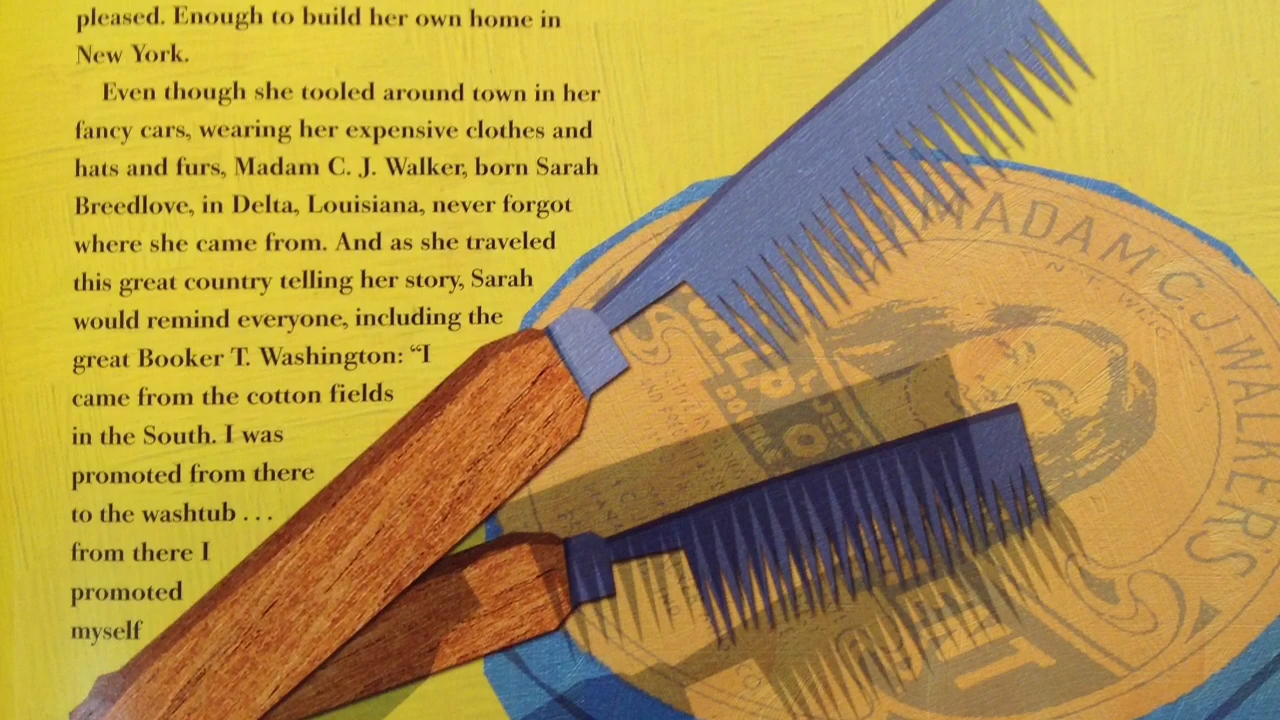 pleased. Enough to build her own home in
New York.
Even though she tooled around town in her
fancy cars, wearing her expensive clothes and
hats and furs, Madam C. J. Walker, born Sarah
Breedlove, in Delta, Louisiana, never forgot
where she came from. And as she traveled
this great country telling her story, Sarah
would remind everyone, including the
great Booker T. Washington: “I
came from the cotton fields
in the South. I was
promoted from there
to the washtub . . .
from there I
promoted
myself
MADAM C. J. WALKER'S